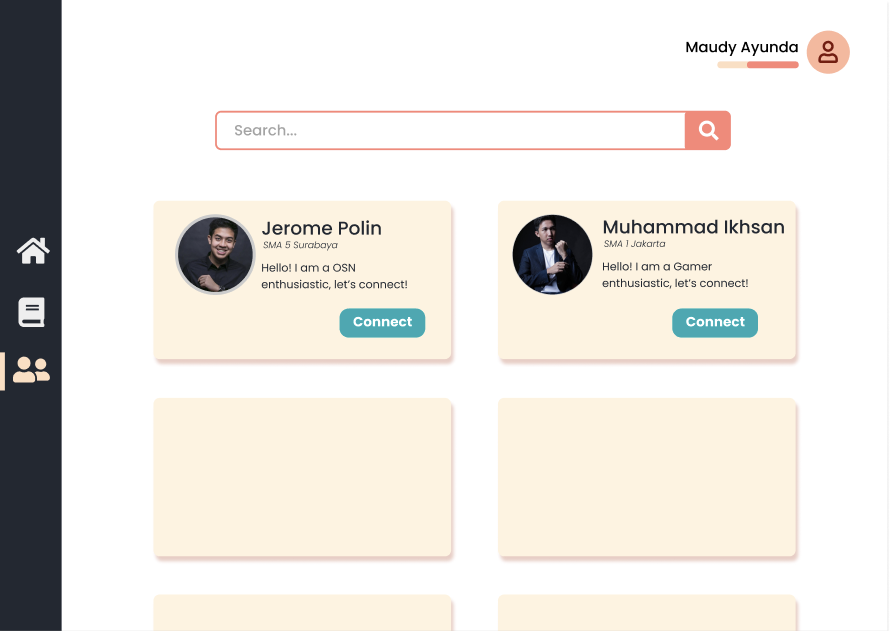 Maudy Ayunda
Search...
Jerome Polin
SMA 5 Surabaya
Hello! I am a OSN
enthusiastic, let's connect!
Connect
Muhammad Ikhsan
SMA 1 Jakarta
Hello! I am a Gamer
enthusiastic, let's connect!
Connect